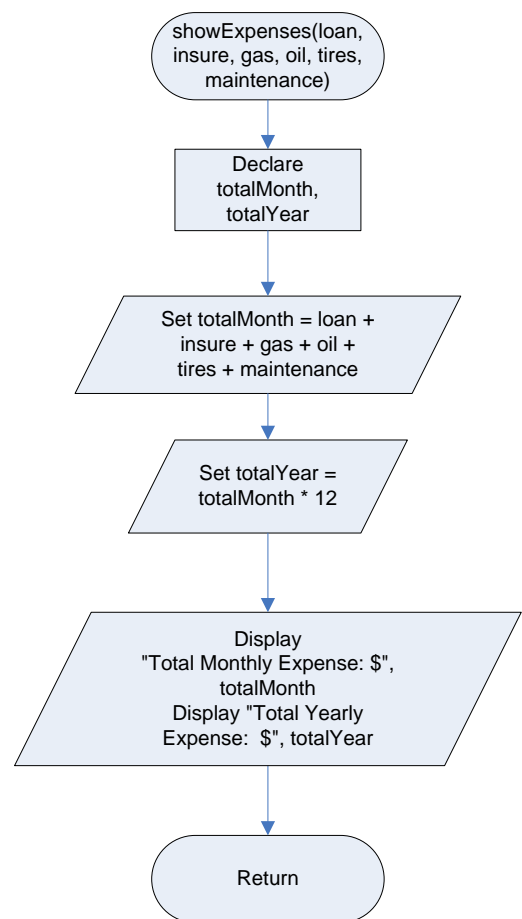 showExpenses(loan,
insure, gas, oil, tires,
maintenance)
Declare
totalMonth,
totalYear
Set totalMonth = loan +
insure + gas + oil +
tires + maintenance
Set totalYear =
totalMonth * 12
Display
"Total Monthly Expense: $",
totalMonth
Display "Total Yearly
Expense:  $", totalYear
Return